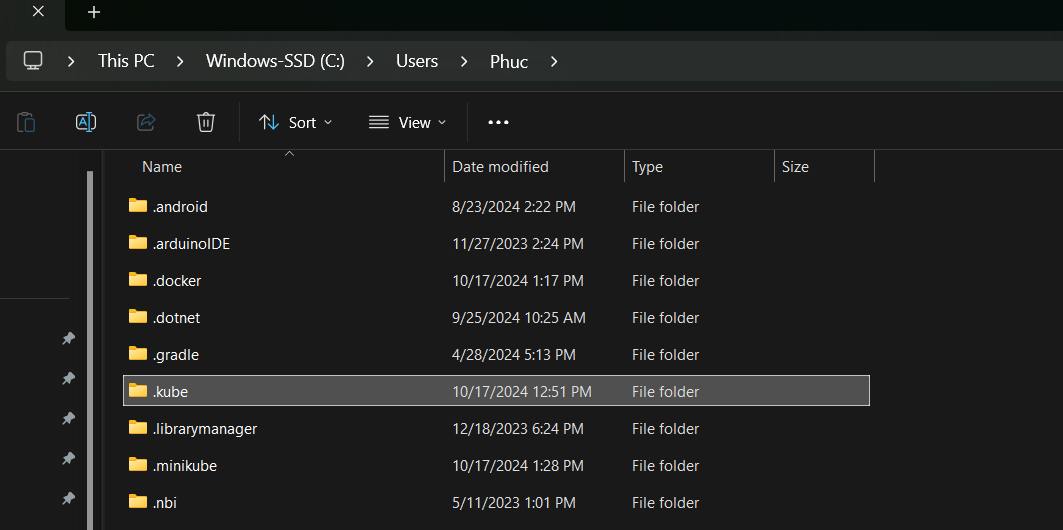 This PC Windows-SSD (C:) Users Phuc
Sort View
Name Date modified Type Size
.android 8/23/2024 2:22 PM File folder
.arduinoIDE 11/27/2023 2:24 PM File folder
.docker 10/17/2024 1:17 PM File folder
.dotnet 9/25/2024 10:25 AM File folder
.gradle 4/28/2024 5:13 PM File folder
.kube 10/17/2024 12:51 PM File folder
.librarymanager 12/18/2023 6:24 PM File folder
.minikube 10/17/2024 1:28 PM File folder
.nbi 5/11/2023 1:01 PM File folder